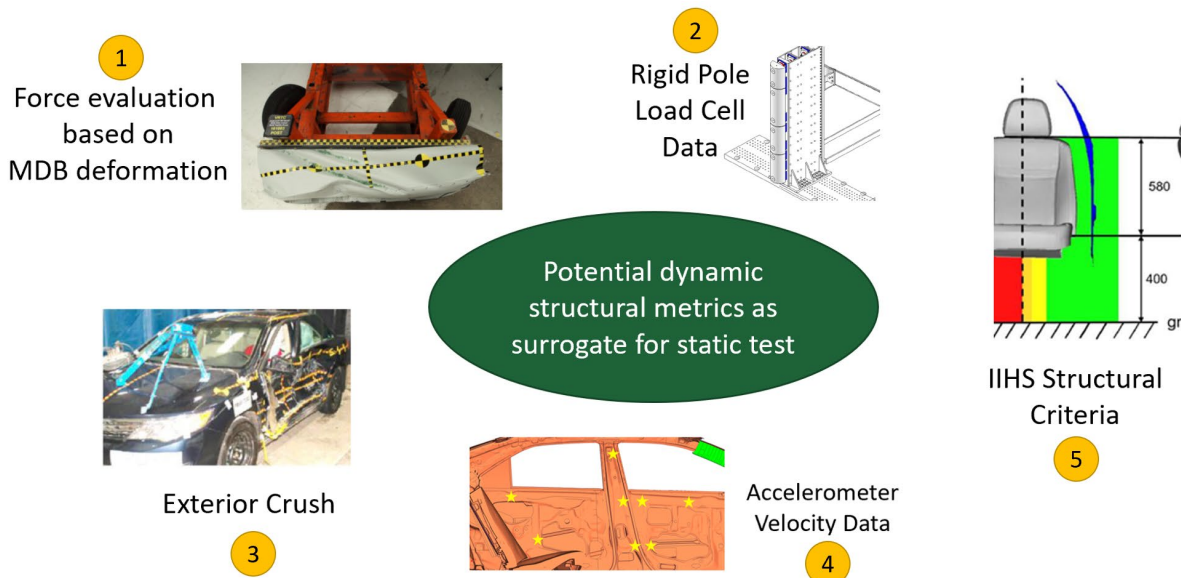 1
Force evaluation
based on
MDB deformation
2
Rigid Pole
Load Cell
Data
Potential dynamic
structural metrics as
surrogate for static test
Exterior Crush
3
Accelerometer
Velocity Data
4
580
400
gr
IIHS Structural
Criteria
5